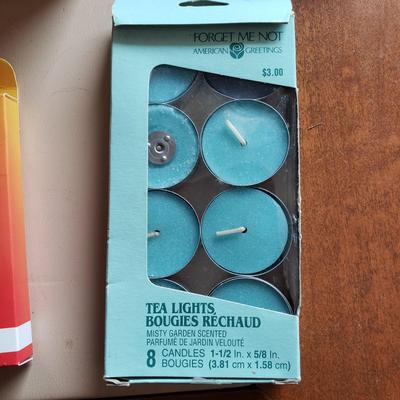 FORGET ME NOT
AMERICAN GREETINGS
$3.00
TEA LIGHTS
BOUGIES RÉCHAUD
MISTY GARDEN SCENTED
PARFUMÉ DE JARDIN VELOUTÉ
8 CANDLES 1-1/2 In. x 5/8 In.
BOUGIES (3.81 cm x 1.58 cm)